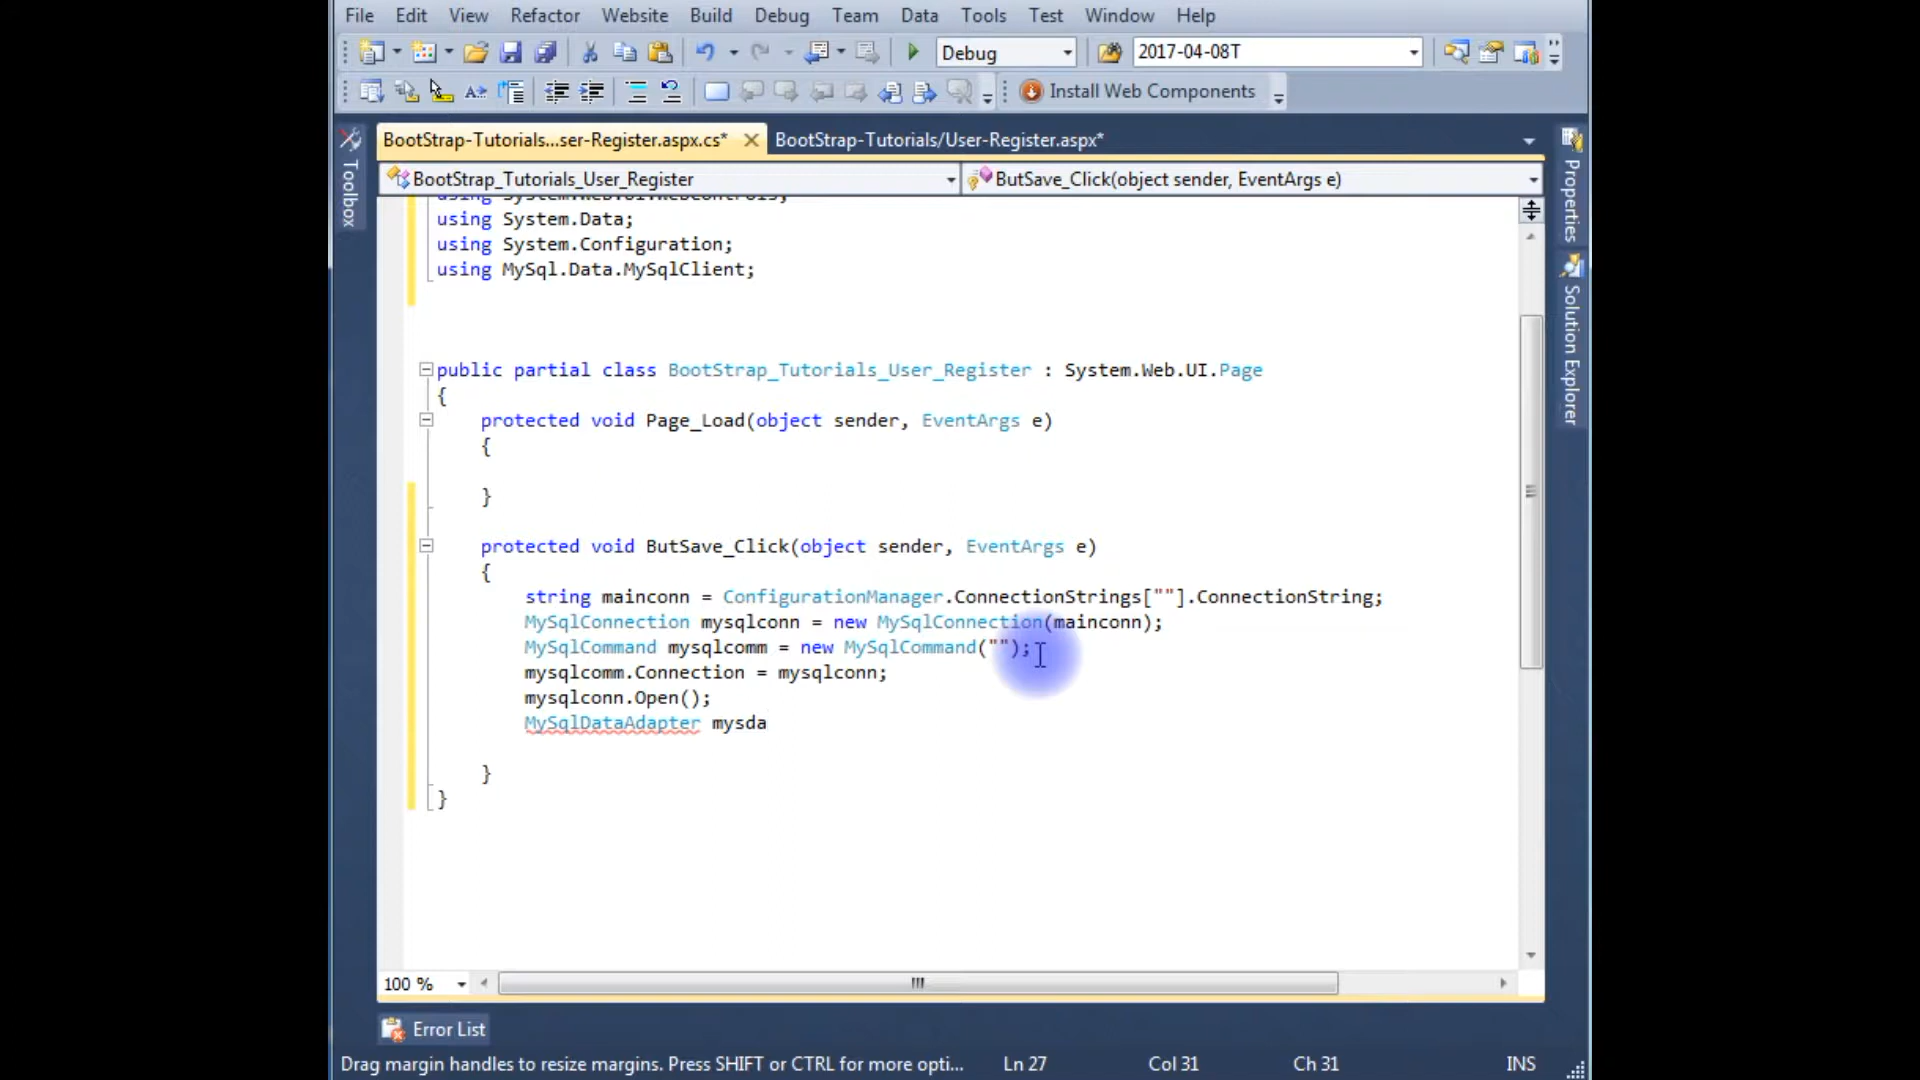 File Edit View Refactor Website Build Debug Team Data Tools Test Window Help
Debug 2017-04-08T
Install Web Components
BootStrap-Tutorials...ser-Register.aspx.cs* BootStrap-Tutorials/User-Register.aspx*
Toolbox
Properties
Solution Explorer
BootStrap_Tutorials_User_Register ButSave_Click(object sender, EventArgs e)
using System.Web.UI.WebControls;
using System.Data;
using System.Configuration;
using MySql.Data.MySqlClient;
public partial class BootStrap_Tutorials_User_Register : System.Web.UI.Page
{
protected void Page_Load(object sender, EventArgs e)
{
}
protected void ButSave_Click(object sender, EventArgs e)
{
string mainconn = ConfigurationManager.ConnectionStrings[""].ConnectionString;
MySqlConnection mysqlconn = new MySqlConnection(mainconn);
MySqlCommand mysqlcomm = new MySqlCommand("");
mysqlcomm.Connection = mysqlconn;
mysqlconn.Open();
MySqlDataAdapter mysda
}
}
100 %
Error List
Drag margin handles to resize margins. Press SHIFT or CTRL for more opti... Ln 27 Col 31 Ch 31 INS